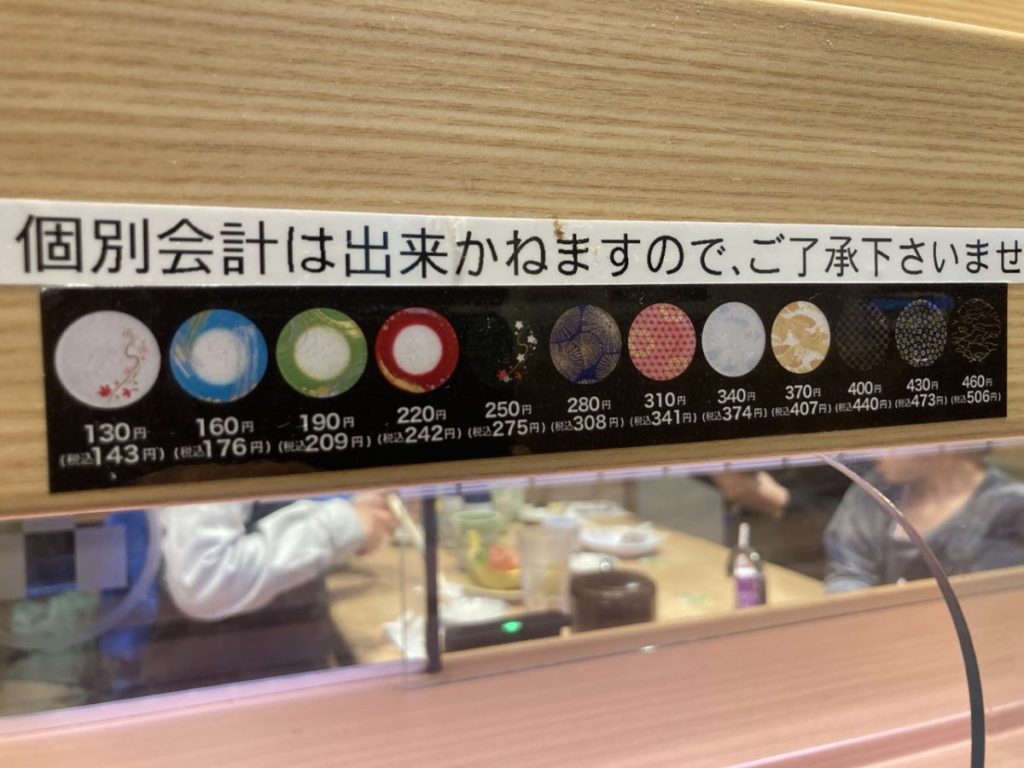 個別会計は出来かねますので、ご了承下さいませ
130円 160円 190円 220円 250円 280円 310円 340円 370円 400円 430円 460円
(税込143円) (税込176円) (税込209円) (税込242円) (税込275円) (税込308円) (税込341円) (税込374円) (税込407円) (税込440円) (税込473円) (税込506円)